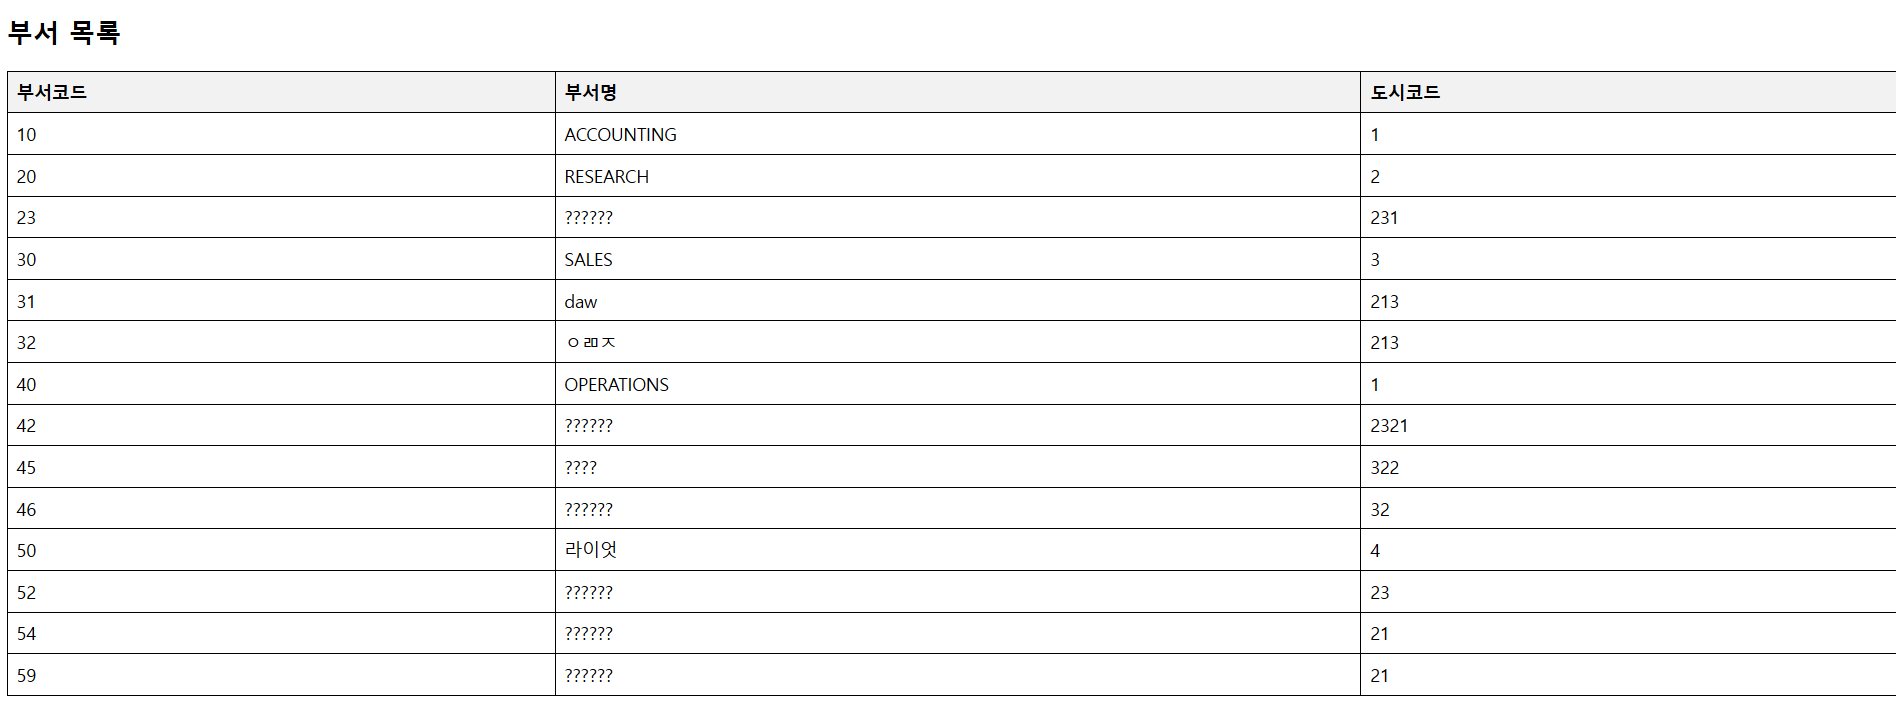 부서 목록
부서코드 부서명 도시코드
10 ACCOUNTING 1
20 RESEARCH 2
23 ?????? 231
30 SALES 3
31 daw 213
32 ㅇㄻㅈ 213
40 OPERATIONS 1
42 ?????? 2321
45 ???? 322
46 ?????? 32
50 라이엇 4
52 ?????? 23
54 ?????? 21
59 ?????? 21